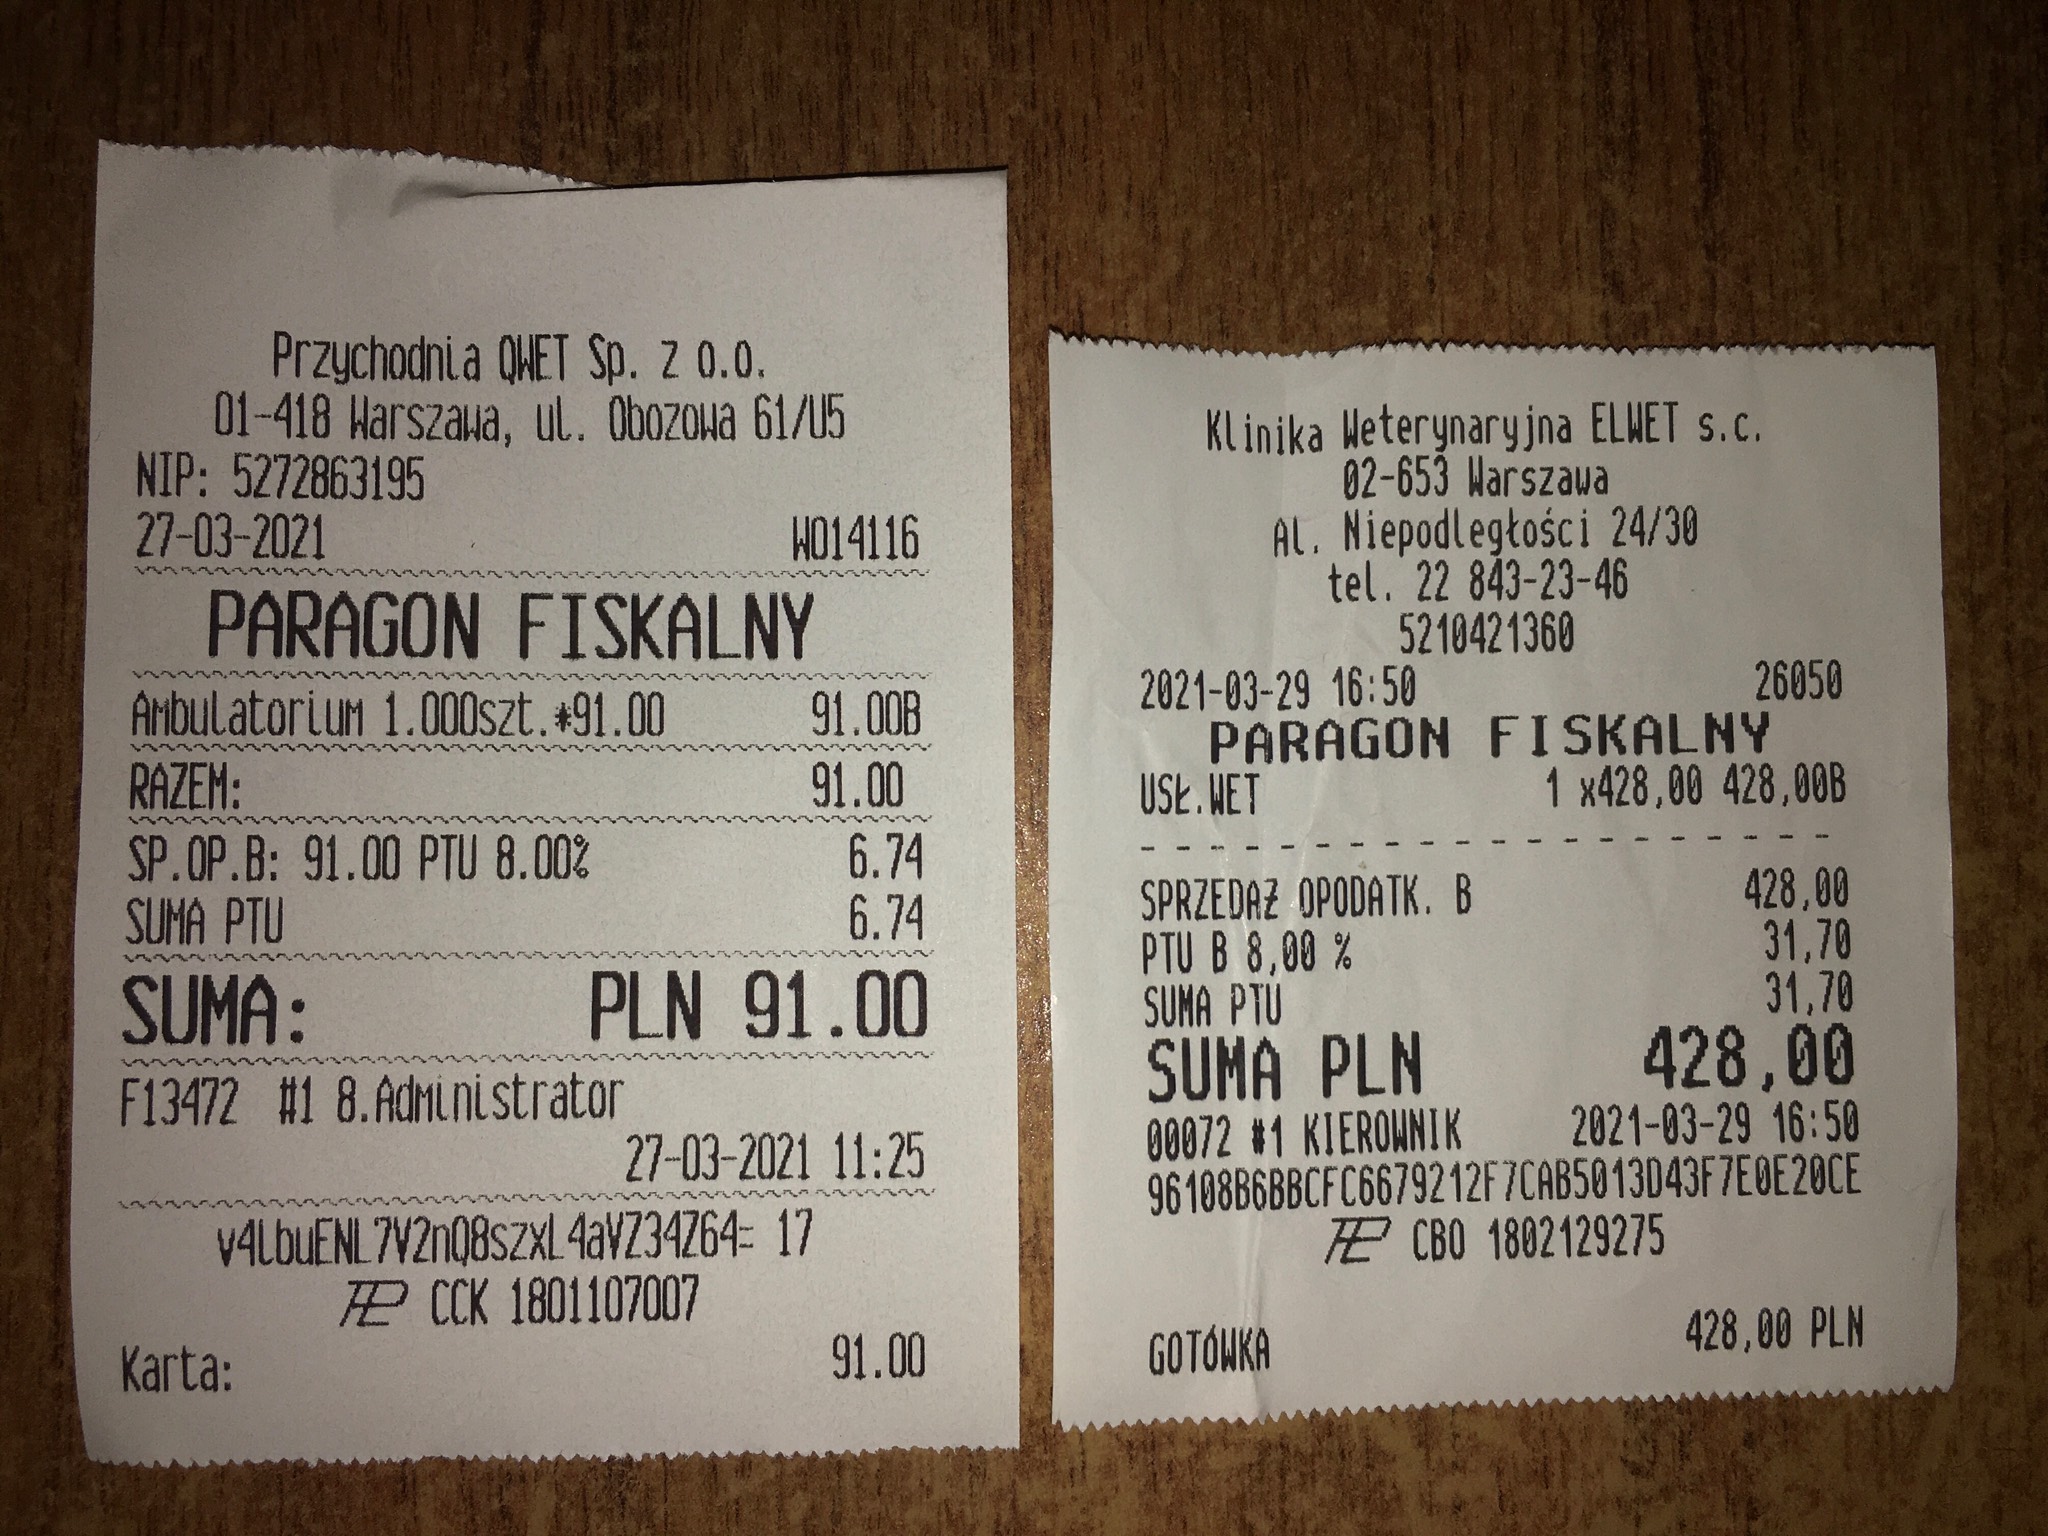 Przychodnia QWET Sp. z o.o.
01-418 Warszawa, ul. Obozowa 61/U5
NIP: 5272863195
27-03-2021 W014116
PARAGON FISKALNY
Ambulatorium 1.000szt.*91.00 91.00B
RAZEM: 91.00
SP.OP.B: 91.00 PTU 8.00% 6.74
SUMA PTU 6.74
SUMA: PLN 91.00
F13472 #1 8.Administrator
27-03-2021 11:25
v4lbuENL7V2nQ8szxL4aVZ34Z64= 17
CCK 1801107007
Karta: 91.00
Klinika Weterynaryjna ELWET s.c.
02-653 Warszawa
Al. Niepodległości 24/30
tel. 22 843-23-46
5210421360
2021-03-29 16:50 26050
PARAGON FISKALNY
USŁ.WET 1 x428,00 428,00B
SPRZEDAŻ OPODATK. B 428,00
PTU B 8,00 % 31,70
SUMA PTU 31,70
SUMA PLN 428,00
00072 #1 KIEROWNIK 2021-03-29 16:50
96108B6BBCFC6679212F7CAB5013D43F7E0E20CE
CBO 1802129275
GOTÓWKA 428,00 PLN